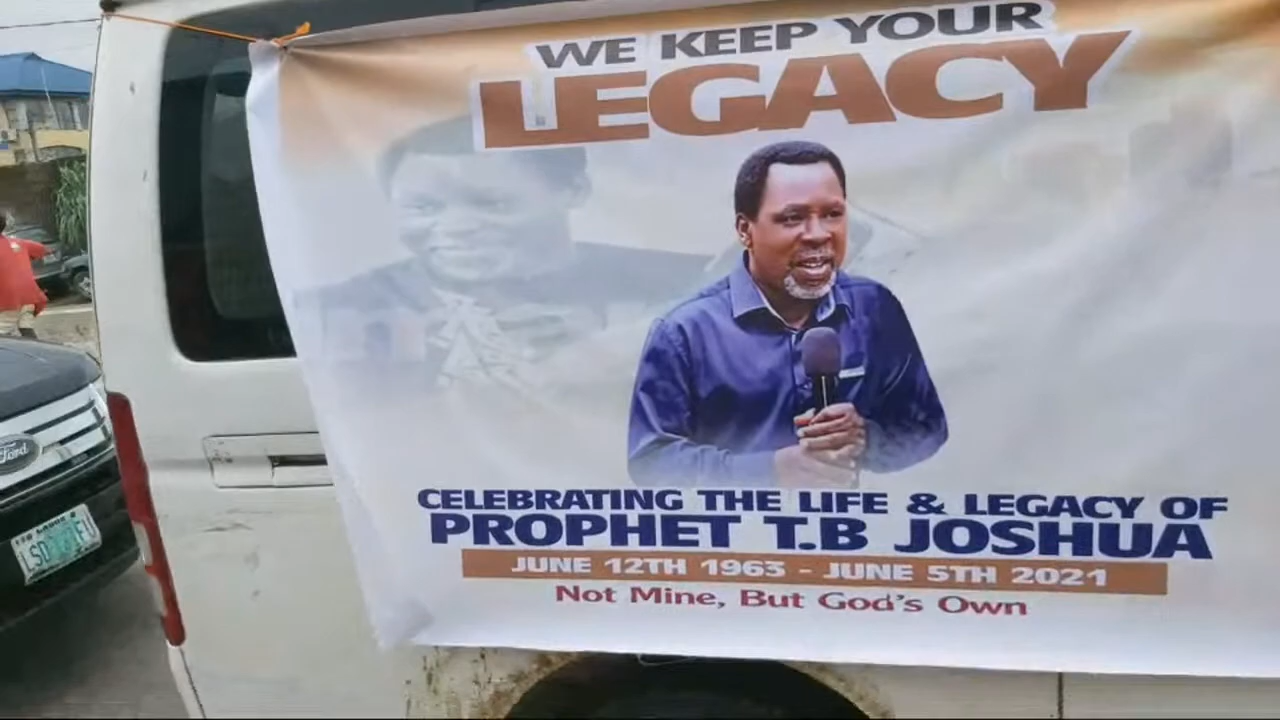 WE KEEP YOUR
LEGACY
CELEBRATING THE LIFE & LEGACY OF
PROPHET T.B JOSHUA
JUNE 12TH 1963 - JUNE 5TH 2021
Not Mine, But God's Own
Ford